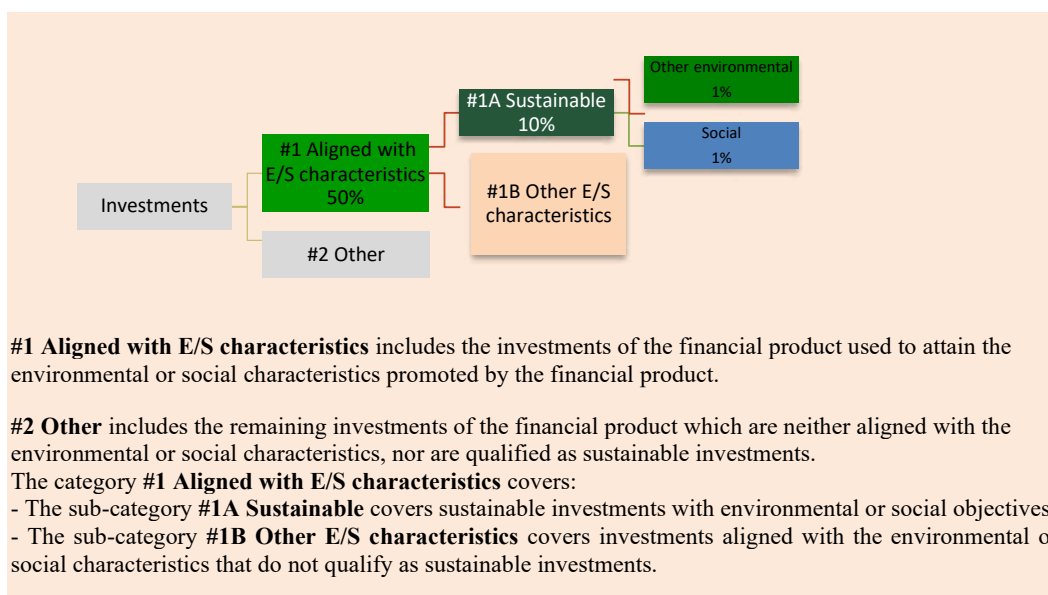 Other environmental
1%
#1A Sustainable
10%
Social
1%
#1 Aligned with
E/S characteristics
50%
#1B Other E/S
characteristics
Investments
#2 Other
#1 Aligned with E/S characteristics includes the investments of the financial product used to attain the
environmental or social characteristics promoted by the financial product.
#2 Other includes the remaining investments of the financial product which are neither aligned with the
environmental or social characteristics, nor are qualified as sustainable investments.
The category #1 Aligned with E/S characteristics covers:
- The sub-category #1A Sustainable covers sustainable investments with environmental or social objectives
- The sub-category #1B Other E/S characteristics covers investments aligned with the environmental o
social characteristics that do not qualify as sustainable investments.